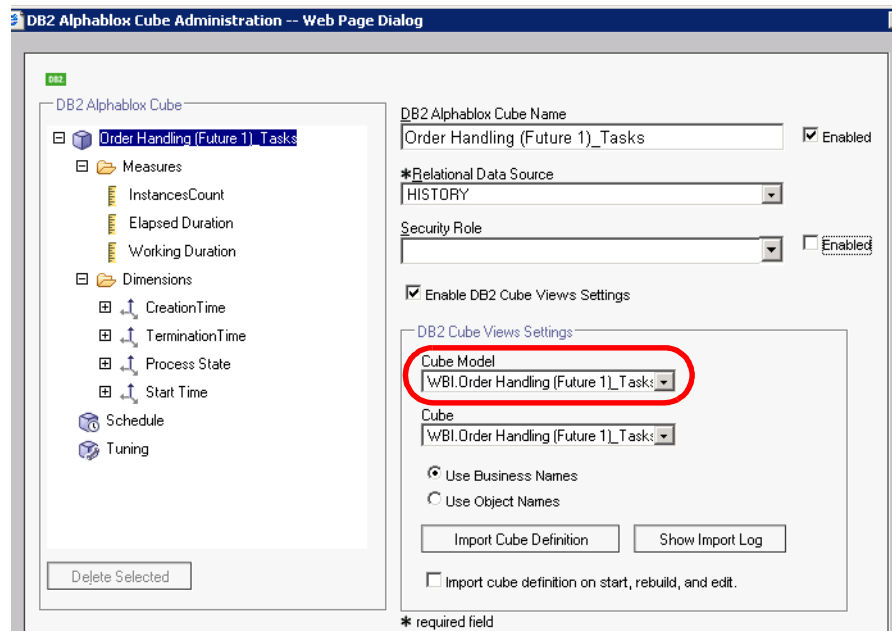 DB2 Alphablox Cube Administration -- Web Page Dialog
DB2.
DB2 Alphablox Cube
Order Handling (Future 1)_Tasks
Measures
InstancesCount
Elapsed Duration
Working Duration
Dimensions
CreationTime
TerminationTime
Process State
Start Time
Schedule
Tuning
Delete Selected
DB2 Alphablox Cube Name
Order Handling (Future 1)_Tasks
Enabled
*Relational Data Source
HISTORY
Security Role
Enabled
Enable DB2 Cube Views Settings
DB2 Cube Views Settings
Cube Model
WBI.Order Handling (Future 1)_Tasks
Cube
WBI.Order Handling (Future 1)_Tasks
Use Business Names
Use Object Names
Import Cube Definition
Show Import Log
Import cube definition on start, rebuild, and edit.
* required field